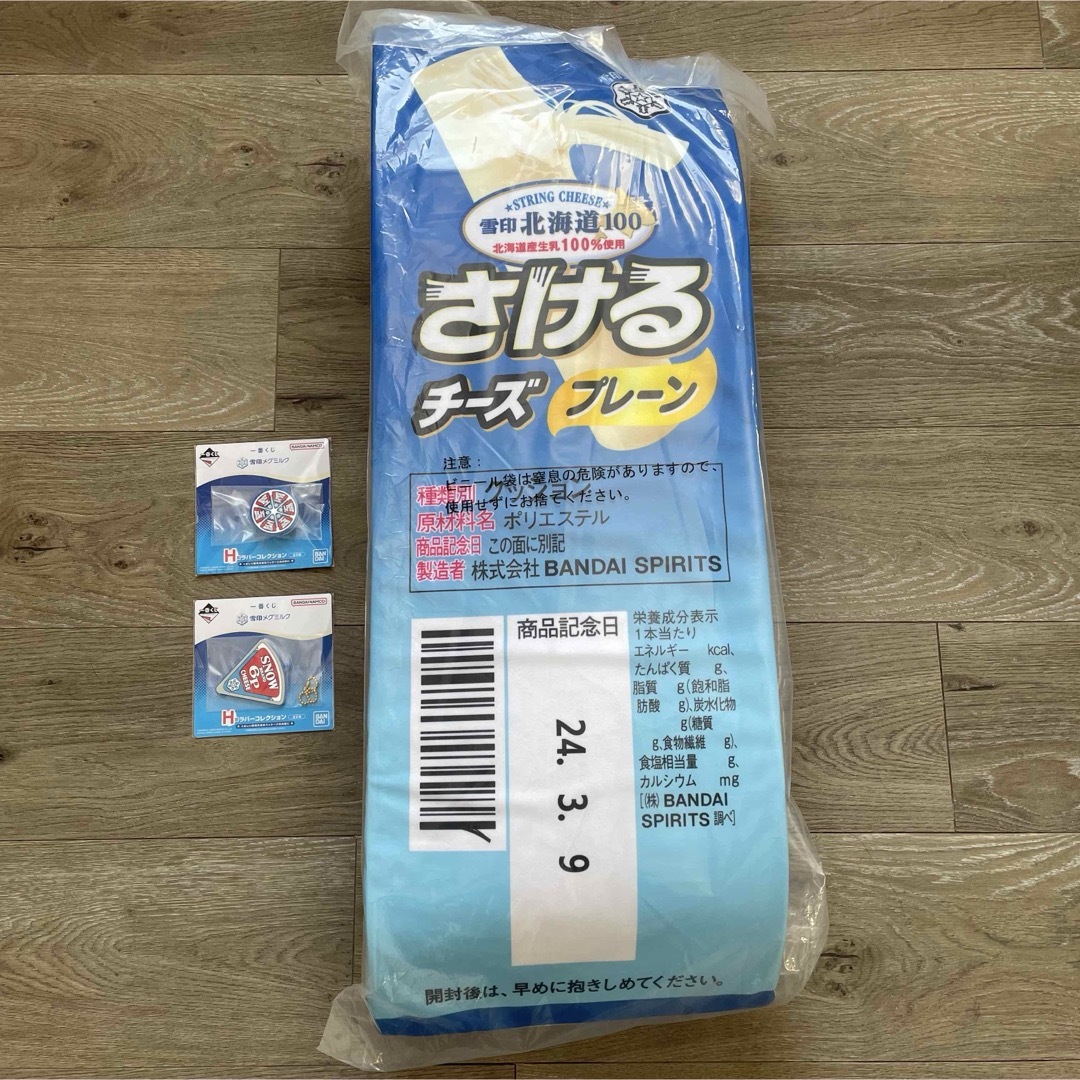 ★STRING CHEESE★
雪印 北海道100
北海道産生乳100%使用
さける
チーズ プレーン
注意：
ビニール袋は窒息の危険がありますので、
使用せずにお捨てください。
種類別 クッション
原材料名 ポリエステル
商品記念日 この面に別記
製造者 株式会社 BANDAI SPIRITS
商品記念日
24. 3. 9
栄養成分表示
1本当たり
エネルギー kcal、
たんぱく質 g、
脂質 g(飽和脂
肪酸 g)、炭水化物
g(糖質
g、食物繊維 g)、
食塩相当量 g、
カルシウム mg
[(株) BANDAI
SPIRITS 調べ]
開封後は、早めに抱きしめてください。
一番くじ
BANDAI NAMCO
雪印メグミルク
H
ラバーコレクション
BAN
DAI
一番くじ
BANDAI NAMCO
雪印メグミルク
SNOW
BRAND
6P
CHEESE
H
ラバーコレクション
BAN
DAI